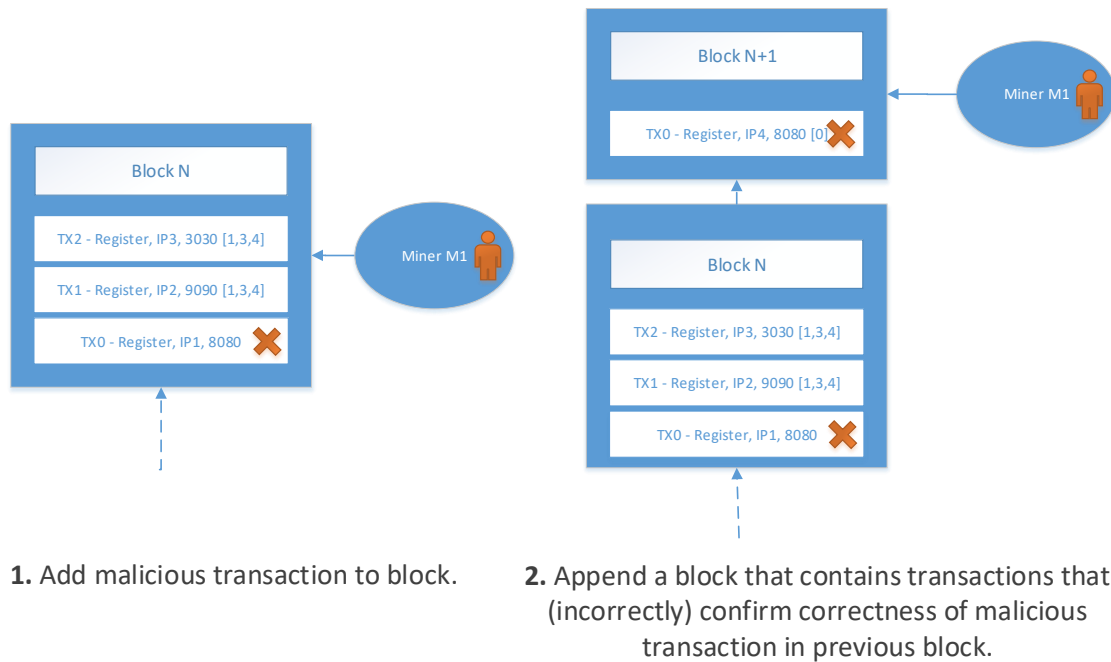 Block N
TX2 - Register, IP3, 3030 [1,3,4]
TX1 - Register, IP2, 9090 [1,3,4]
TX0 - Register, IP1, 8080
Miner M1
1. Add malicious transaction to block.
Block N+1
TX0 - Register, IP4, 8080 [0]
Miner M1
Block N
TX2 - Register, IP3, 3030 [1,3,4]
TX1 - Register, IP2, 9090 [1,3,4]
TX0 - Register, IP1, 8080
2. Append a block that contains transactions that
(incorrectly) confirm correctness of malicious
transaction in previous block.